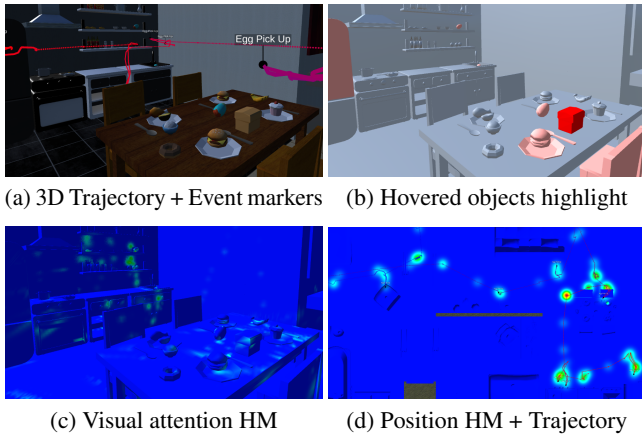 Egg Pick Up
(a) 3D Trajectory + Event markers
(b) Hovered objects highlight
(c) Visual attention HM
(d) Position HM + Trajectory